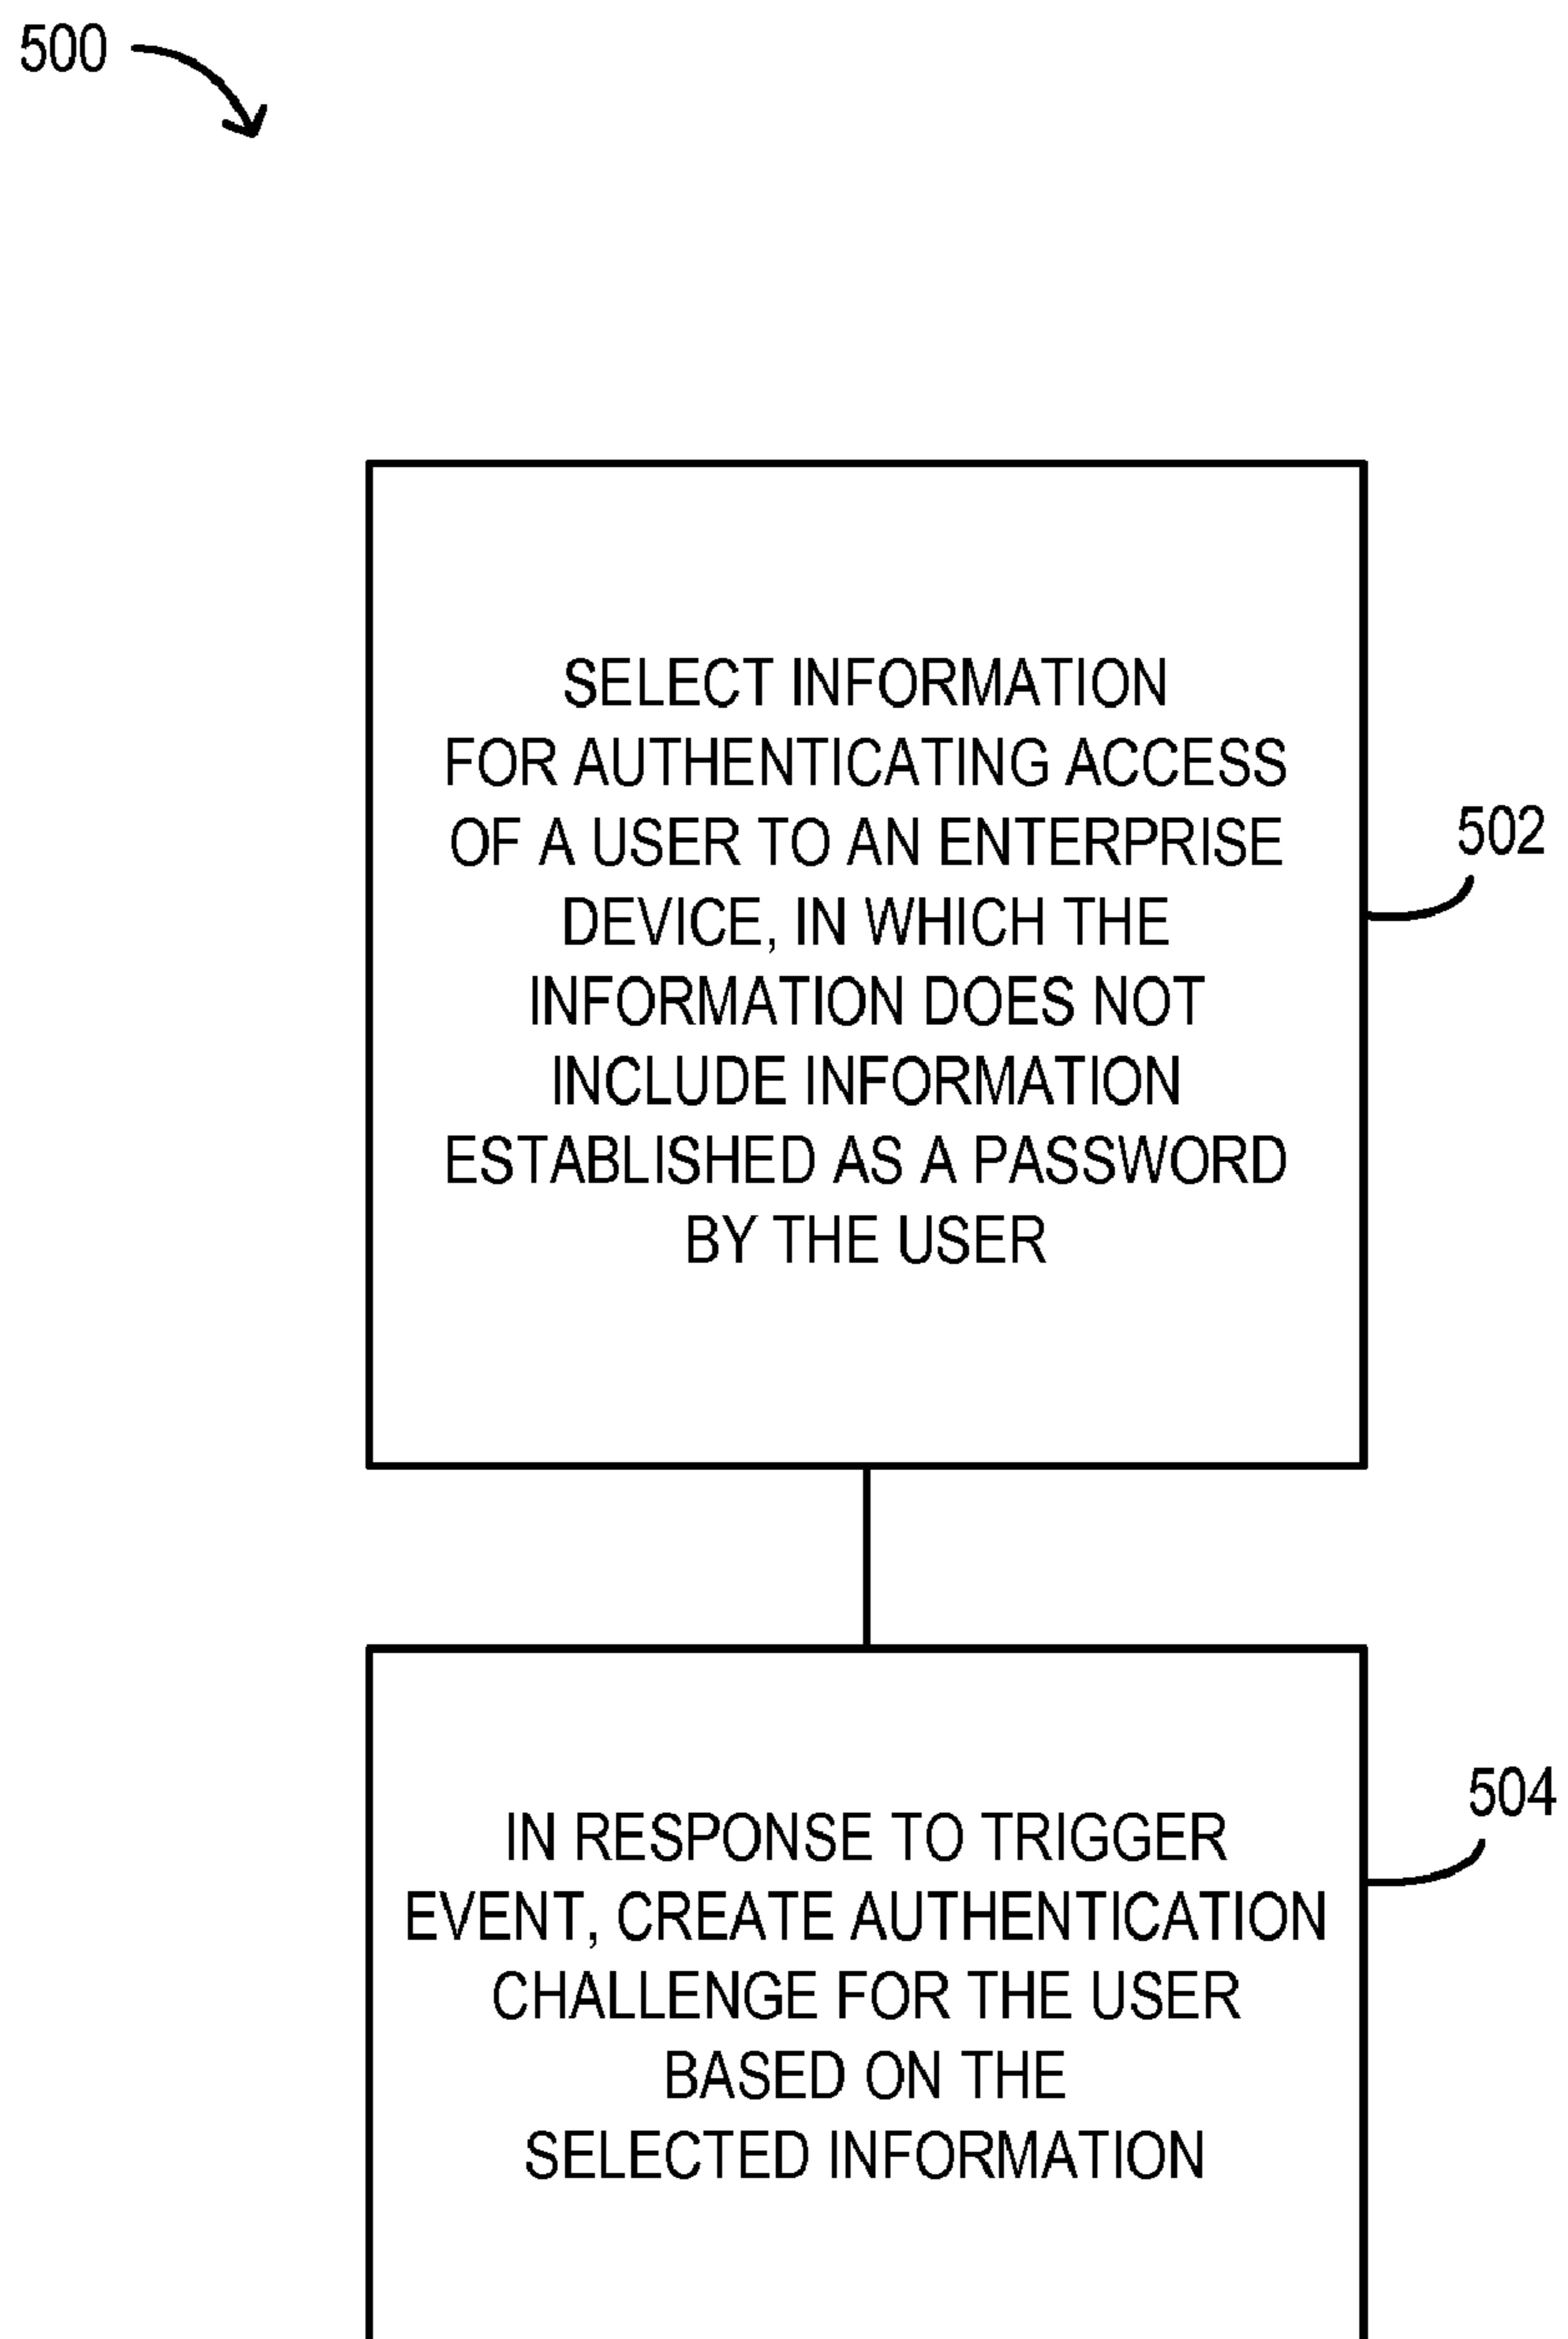 500
SELECT INFORMATION
FOR AUTHENTICATING ACCESS
OF A USER TO AN ENTERPRISE
DEVICE, IN WHICH THE
INFORMATION DOES NOT
INCLUDE INFORMATION
ESTABLISHED AS A PASSWORD
BY THE USER
502
IN RESPONSE TO TRIGGER
EVENT, CREATE AUTHENTICATION
CHALLENGE FOR THE USER
BASED ON THE
SELECTED INFORMATION
504